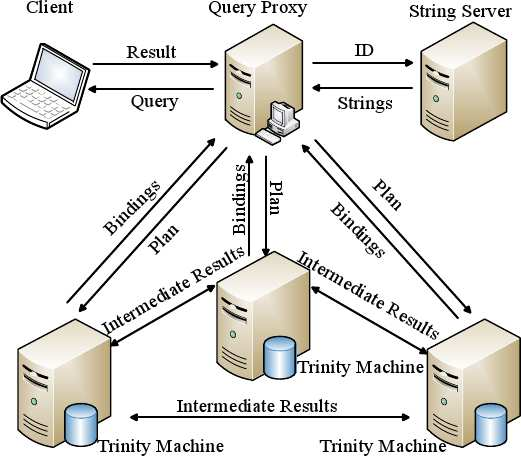 Client
Query Proxy
String Server
Result
ID
Query
Strings
Bindings
Plan
Bindings
Plan
Plan
Bindings
Intermediate Results
Intermediate Results
Trinity Machine
Intermediate Results
Trinity Machine
Trinity Machine